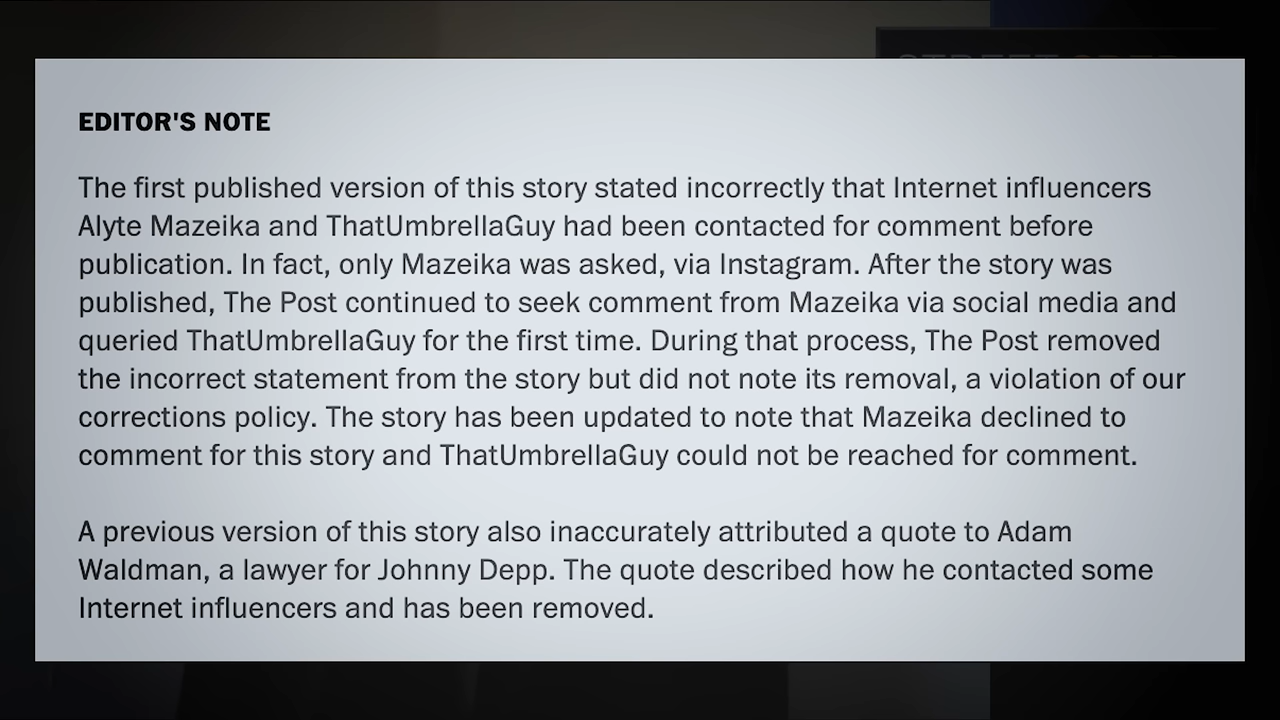 EDITOR'S NOTE
The first published version of this story stated incorrectly that Internet influencers
Alyte Mazeika and ThatUmbrellaGuy had been contacted for comment before
publication. In fact, only Mazeika was asked, via Instagram. After the story was
published, The Post continued to seek comment from Mazeika via social media and
queried ThatUmbrellaGuy for the first time. During that process, The Post removed
the incorrect statement from the story but did not note its removal, a violation of our
corrections policy. The story has been updated to note that Mazeika declined to
comment for this story and ThatUmbrellaGuy could not be reached for comment.
A previous version of this story also inaccurately attributed a quote to Adam
Waldman, a lawyer for Johnny Depp. The quote described how he contacted some
Internet influencers and has been removed.